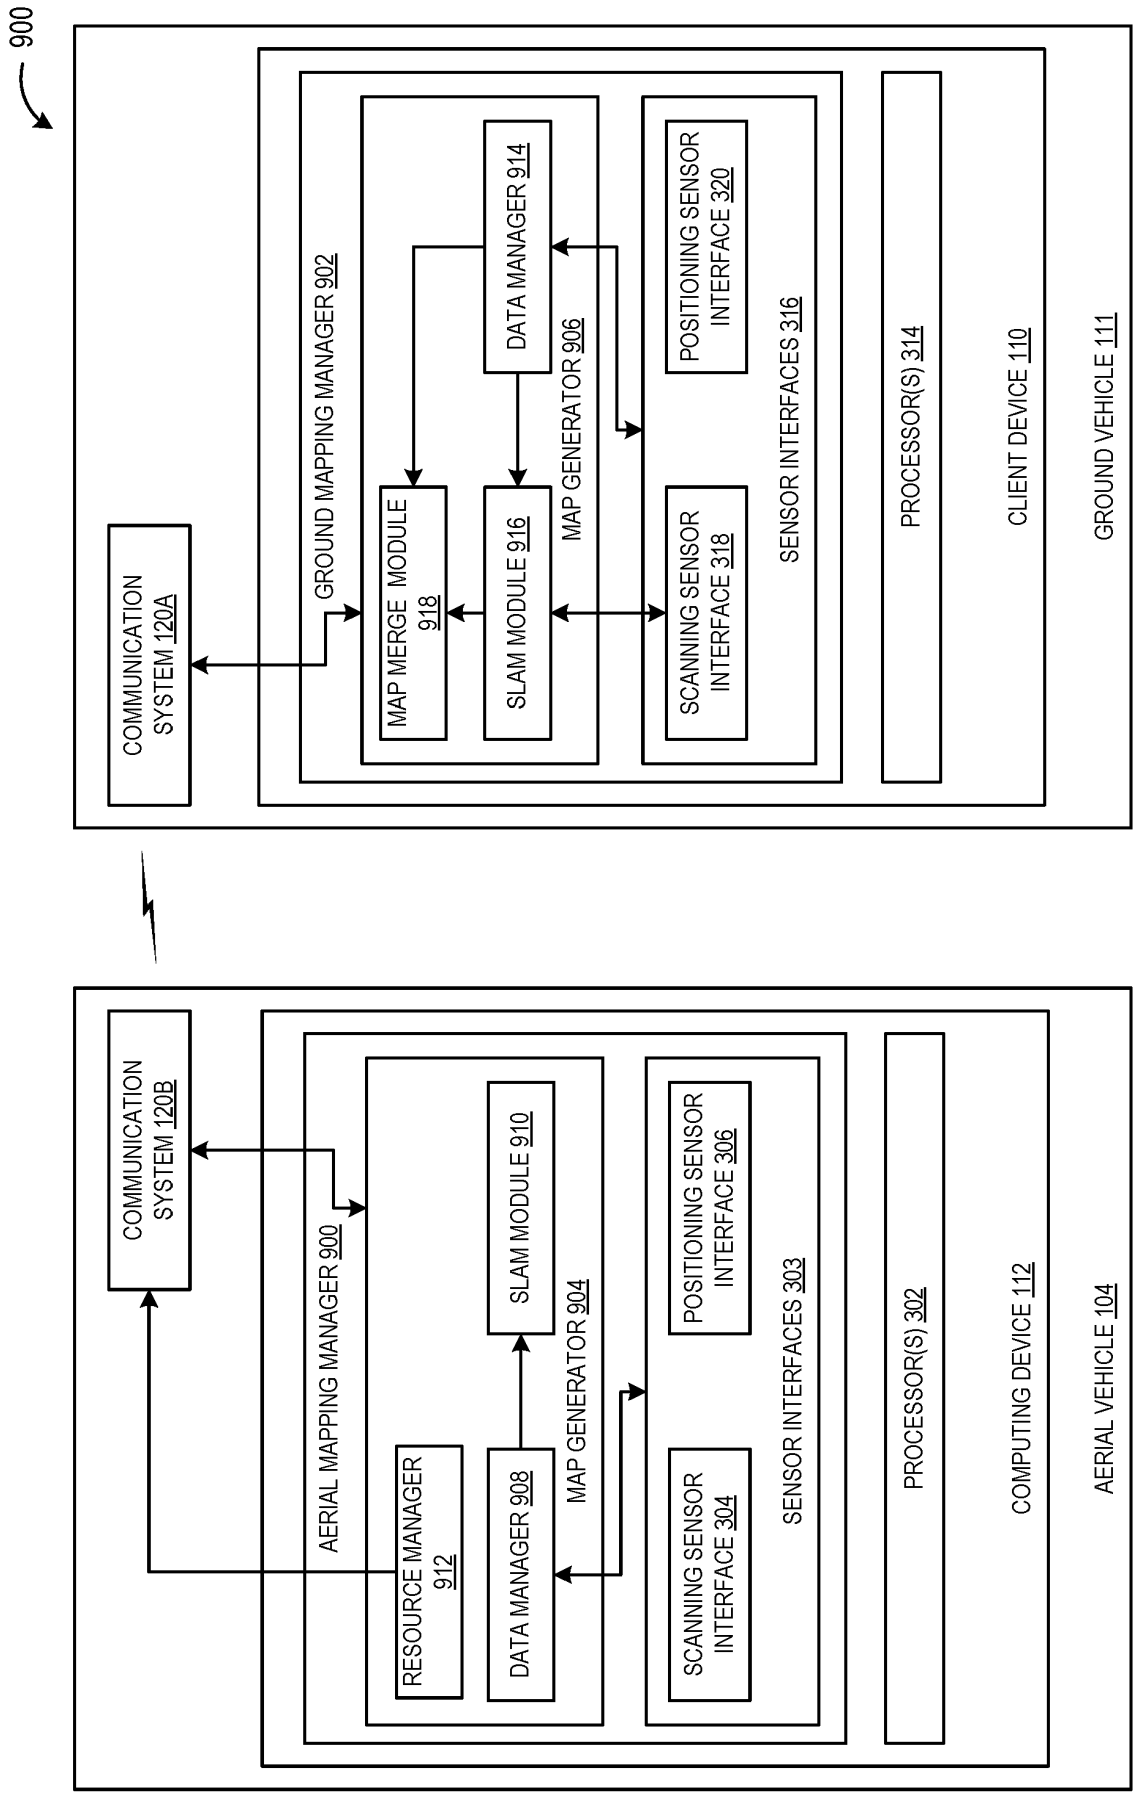 900
COMMUNICATION
SYSTEM 120B
AERIAL MAPPING MANAGER 900
RESOURCE MANAGER
912
DATA MANAGER 908
SLAM MODULE 910
MAP GENERATOR 904
SCANNING SENSOR
INTERFACE 304
POSITIONING SENSOR
INTERFACE 306
SENSOR INTERFACES 303
PROCESSOR(S) 302
COMPUTING DEVICE 112
AERIAL VEHICLE 104
COMMUNICATION
SYSTEM 120A
GROUND MAPPING MANAGER 902
MAP MERGE MODULE
918
SLAM MODULE 916
DATA MANAGER 914
MAP GENERATOR 906
SCANNING SENSOR
INTERFACE 318
POSITIONING SENSOR
INTERFACE 320
SENSOR INTERFACES 316
PROCESSOR(S) 314
CLIENT DEVICE 110
GROUND VEHICLE 111